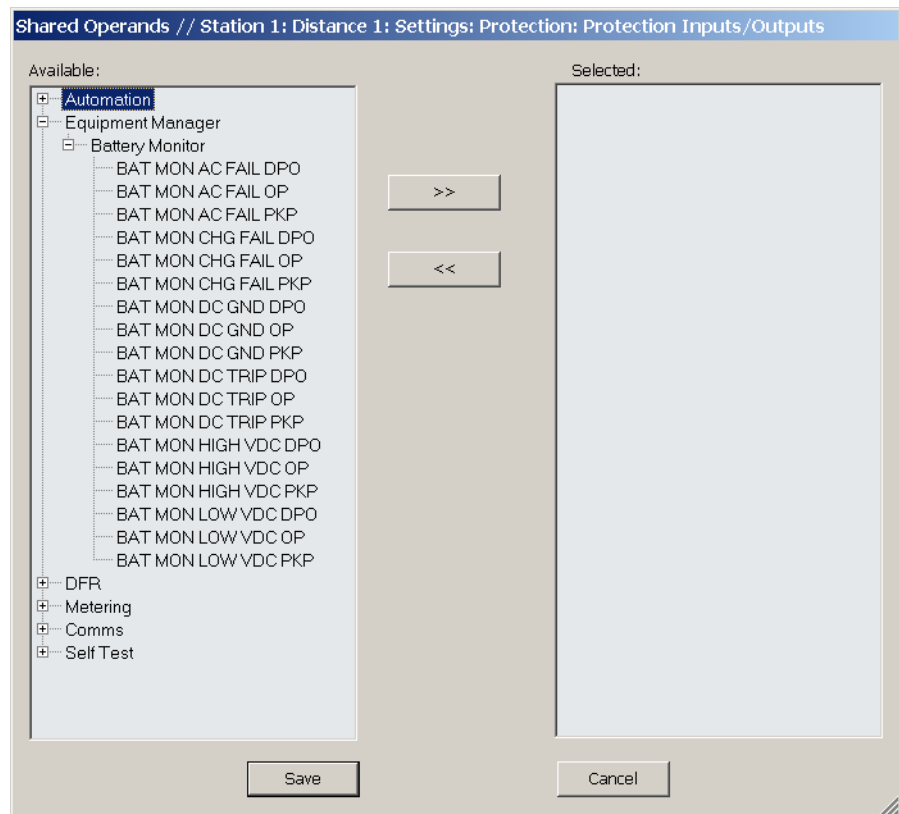 Shared Operands // Station 1: Distance 1: Settings: Protection: Protection Inputs/Outputs
Available:
Automation
Equipment Manager
Battery Monitor
BAT MON AC FAIL DPO
BAT MON AC FAIL OP
BAT MON AC FAIL PKP
BAT MON CHG FAIL DPO
BAT MON CHG FAIL OP
BAT MON CHG FAIL PKP
BAT MON DC GND DPO
BAT MON DC GND OP
BAT MON DC GND PKP
BAT MON DC TRIP DPO
BAT MON DC TRIP OP
BAT MON DC TRIP PKP
BAT MON HIGH VDC DPO
BAT MON HIGH VDC OP
BAT MON HIGH VDC PKP
BAT MON LOW VDC DPO
BAT MON LOW VDC OP
BAT MON LOW VDC PKP
DFR
Metering
Comms
Self Test
>>
<<
Selected:
Save
Cancel